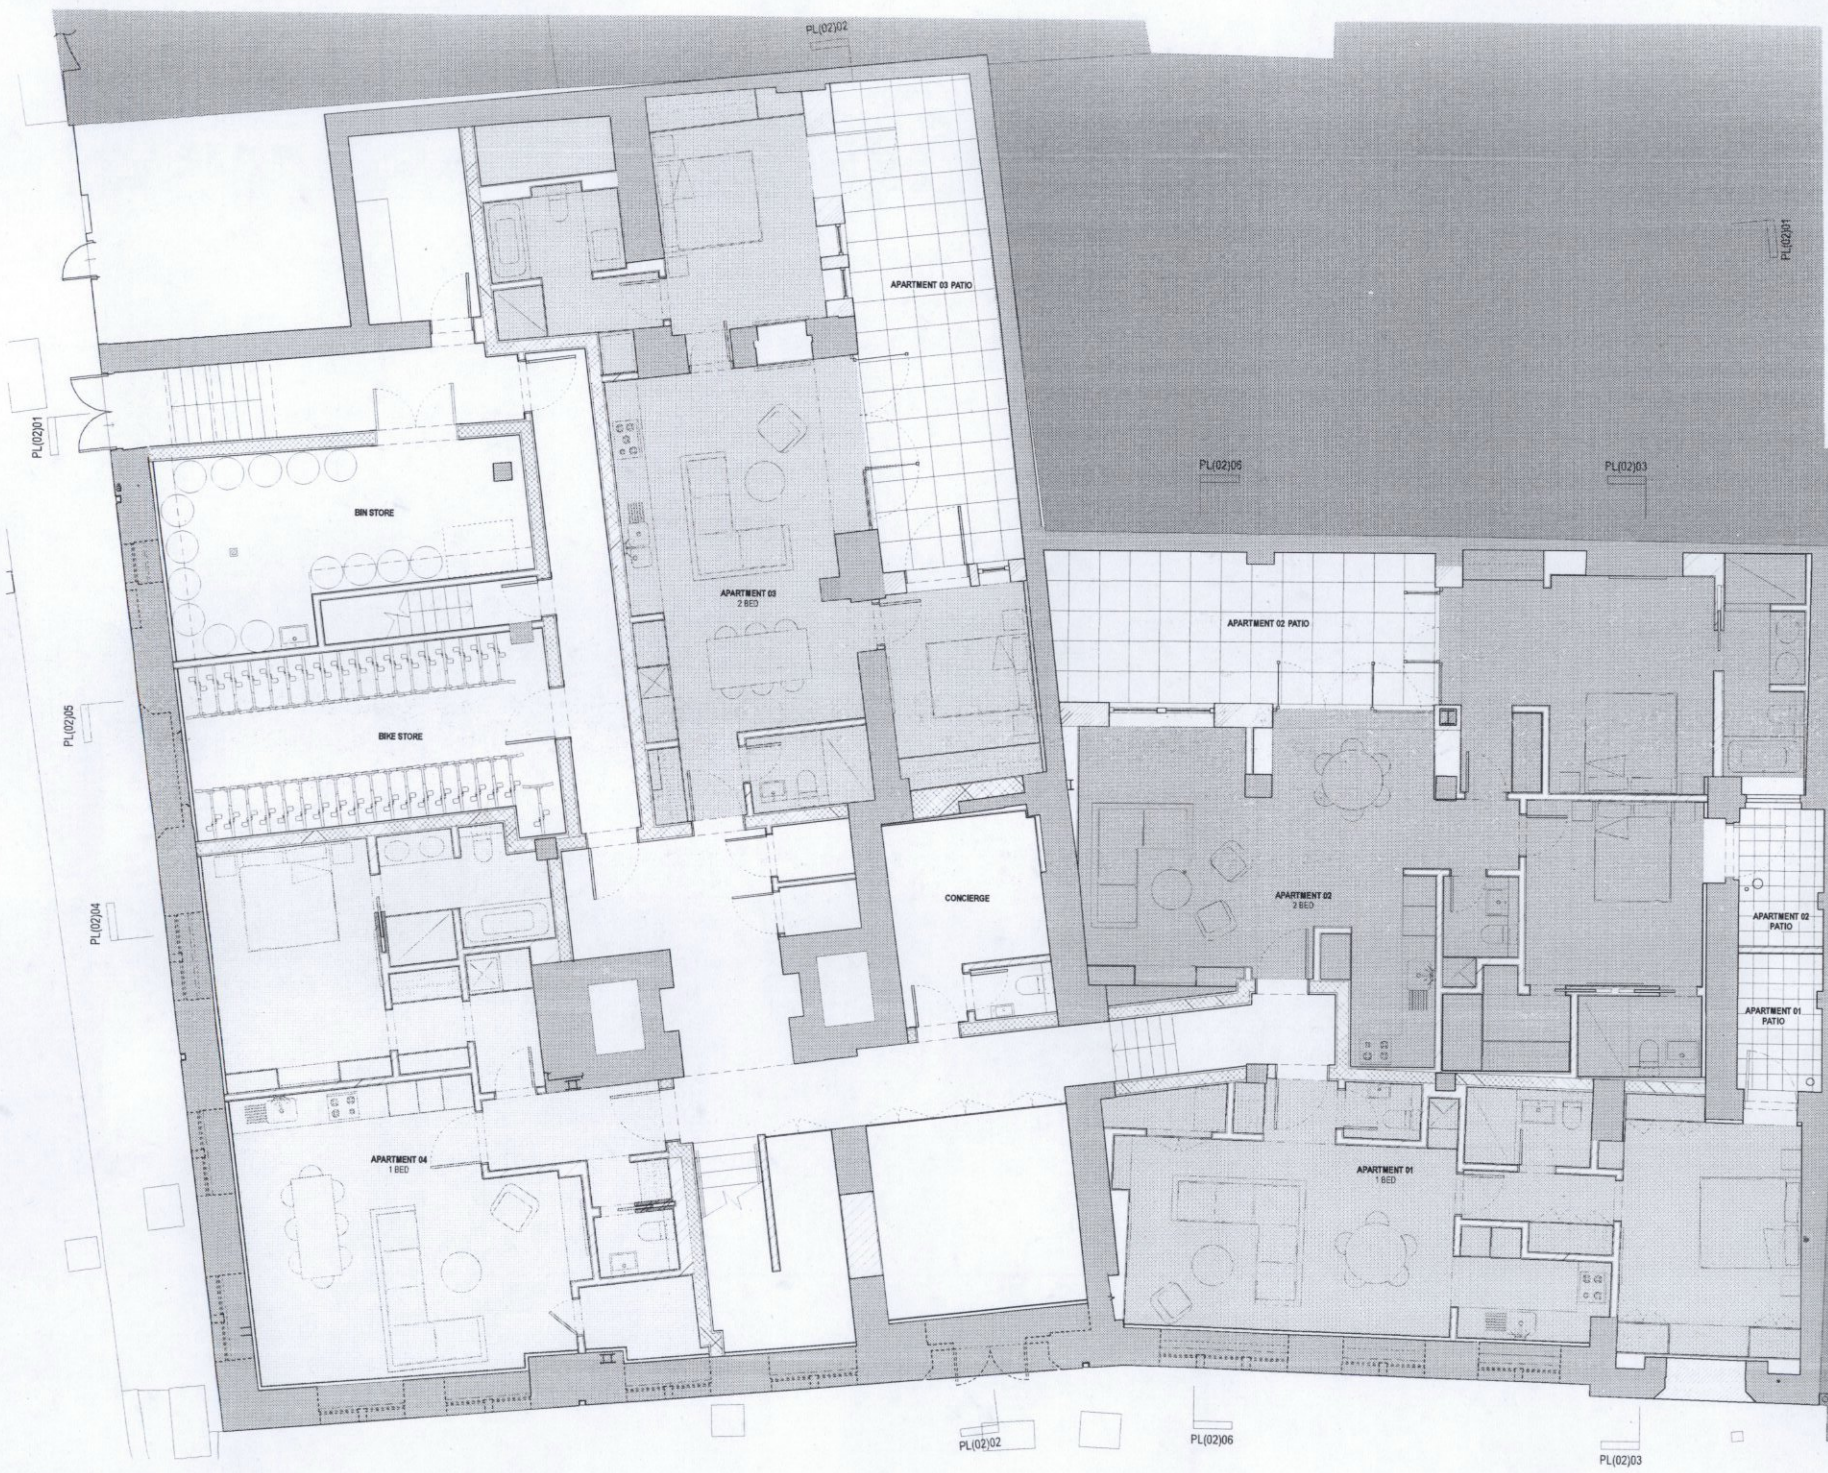 PL(02)02
PL(02)01
APARTMENT 03 PATIO
PL(02)01
PL(02)06
PL(02)03
BIN STORE
APARTMENT 03
2 BED
APARTMENT 02 PATIO
PL(02)05
BIKE STORE
APARTMENT 02
2 BED
CONCIERGE
PL(02)04
APARTMENT 02
PATIO
APARTMENT 01
PATIO
APARTMENT 04
1 BED
APARTMENT 01
1 BED
PL(02)02
PL(02)06
PL(02)03